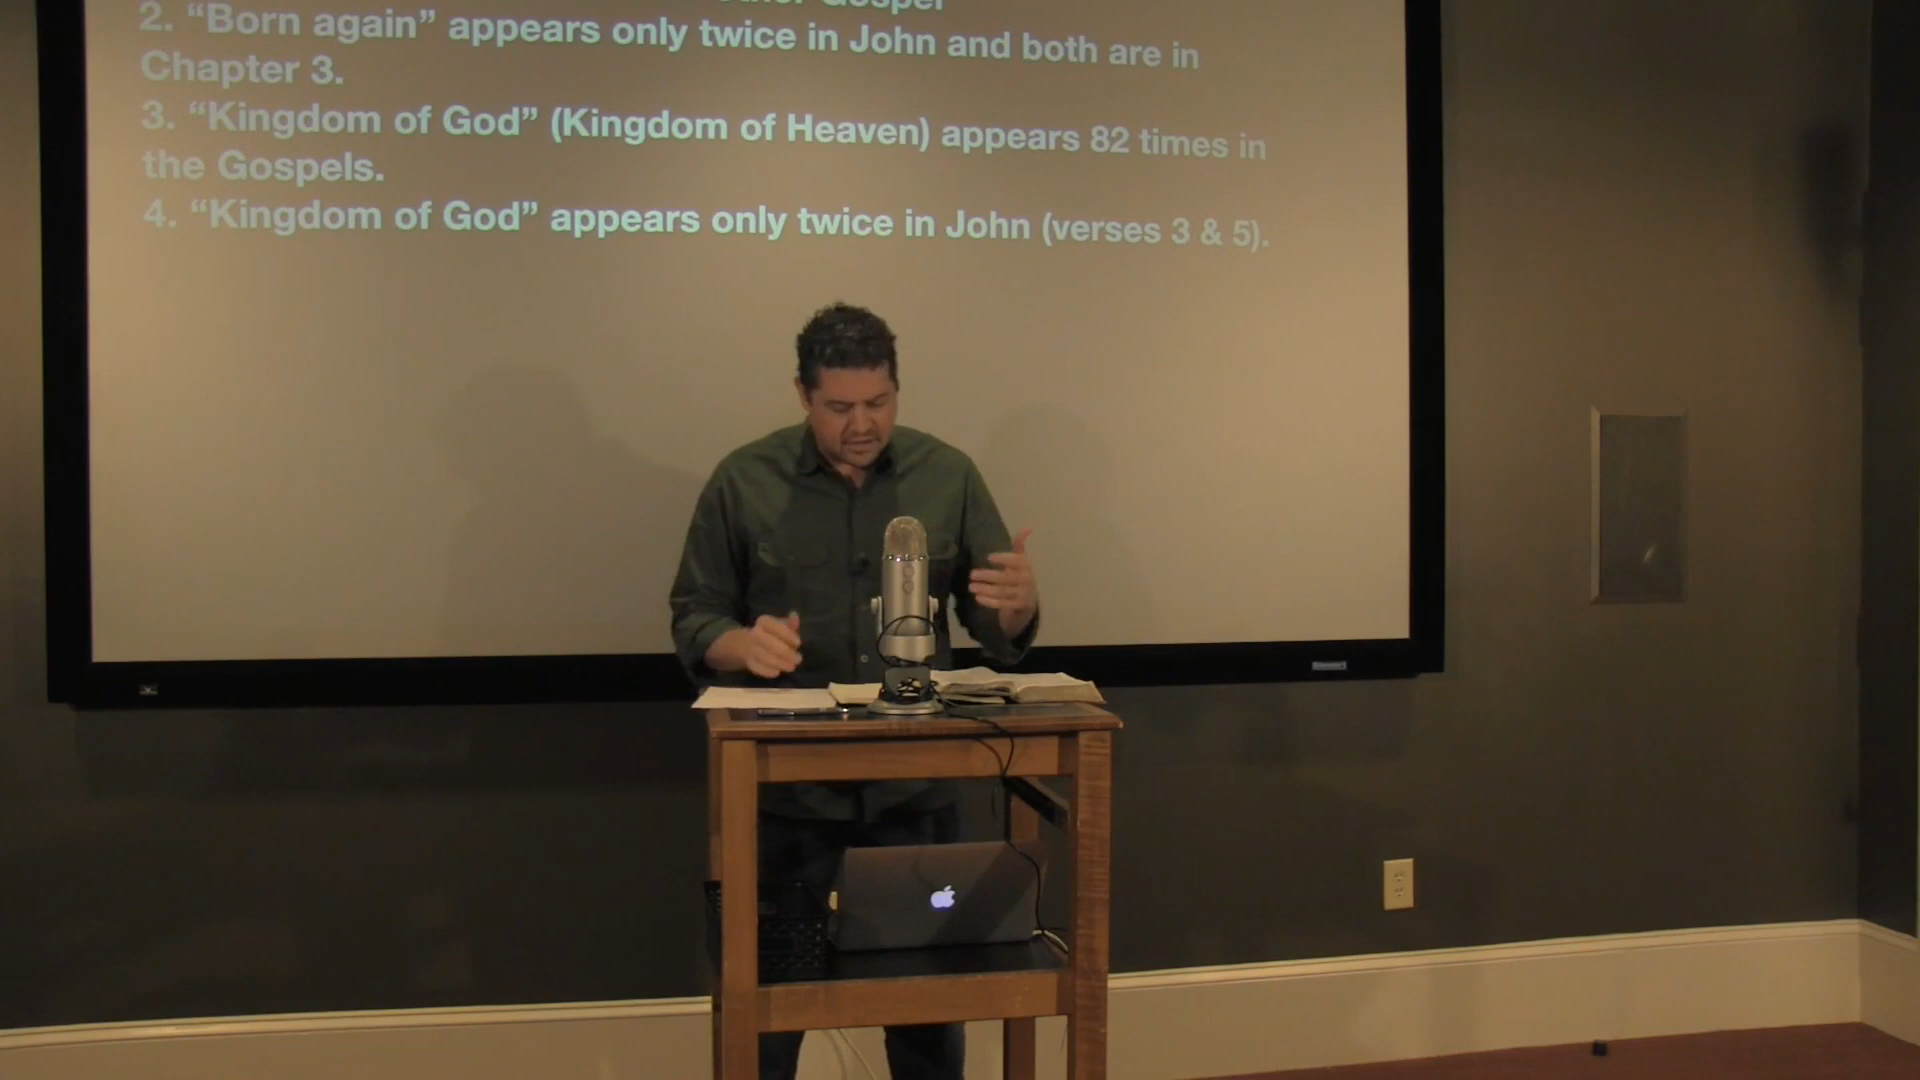 other Gospel
2. “Born again” appears only twice in John and both are in
Chapter 3.
3. “Kingdom of God” (Kingdom of Heaven) appears 82 times in
the Gospels.
4. “Kingdom of God” appears only twice in John (verses 3 & 5).